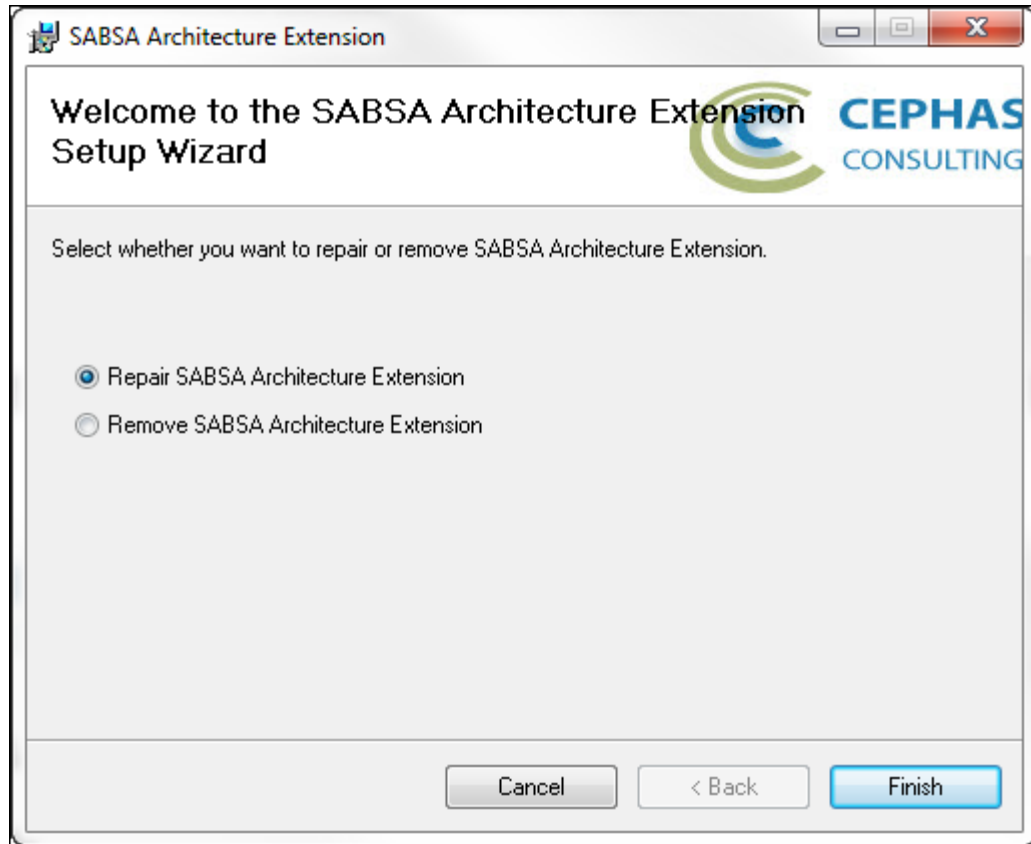 SABSA Architecture Extension
Welcome to the SABSA Architecture Extension
Setup Wizard
CEPHAS
CONSULTING
Select whether you want to repair or remove SABSA Architecture Extension.
Repair SABSA Architecture Extension
Remove SABSA Architecture Extension
Cancel
< Back
Finish